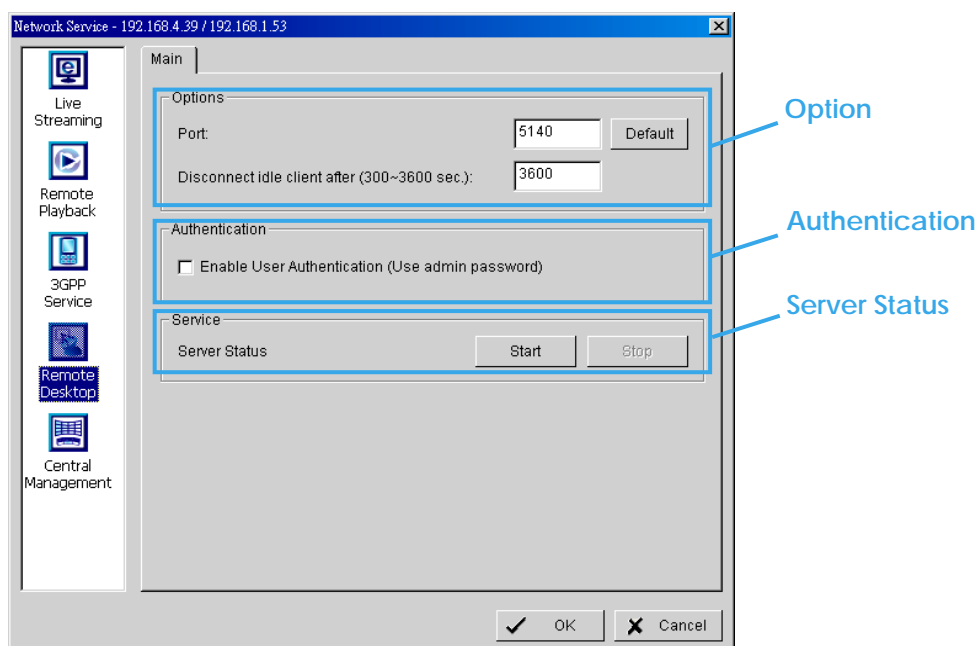 Network Service - 192.168.4.39 / 192.168.1.53
Live
Streaming
Remote
Playback
3GPP
Service
Remote
Desktop
Central
Management
Main
Options
Port:
5140
Default
Disconnect idle client after (300~3600 sec.):
3600
Authentication
Enable User Authentication (Use admin password)
Service
Server Status
Start
Stop
OK
Cancel
Option
Authentication
Server Status